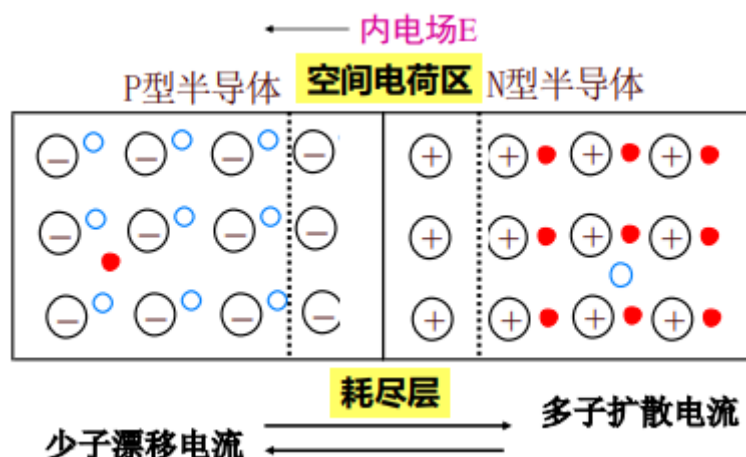 内电场E
P型半导体 空间电荷区 N型半导体
− − − − + + + +
− − − − + + + +
− − − − + + + +
耗尽层
多子扩散电流
少子漂移电流